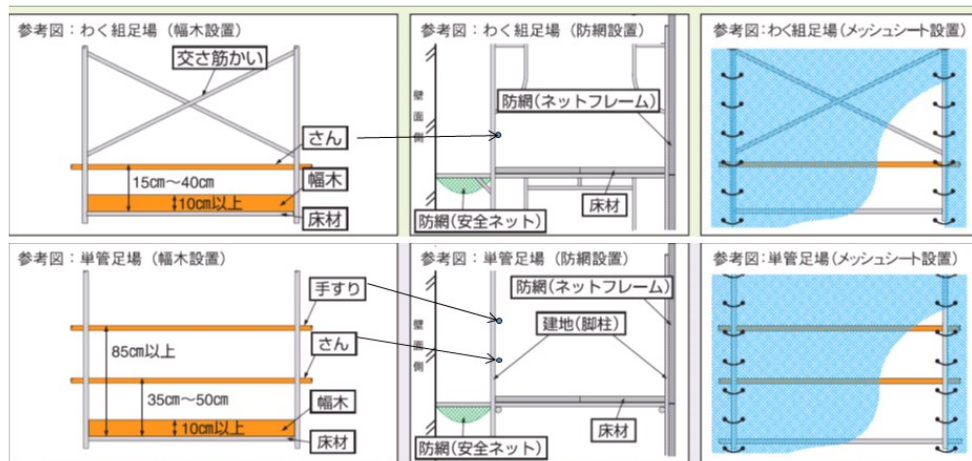 参考図：わく組足場（幅木設置）
交さ筋かい
さん
15㎝～40㎝
幅木
10㎝以上
床材
参考図：わく組足場（防網設置）
壁面側
防網(ネットフレーム)
床材
防網(安全ネット)
参考図：わく組足場(メッシュシート設置)
参考図：単管足場（幅木設置）
手すり
85㎝以上
さん
35㎝～50㎝
幅木
10㎝以上
床材
参考図：単管足場（防網設置）
防網(ネットフレーム)
壁面側
建地(脚柱)
床材
防網(安全ネット)
参考図：単管足場(メッシュシート設置)